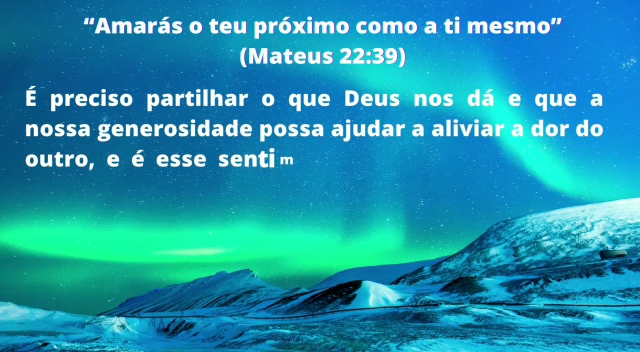 “Amarás o teu próximo como a ti mesmo”
(Mateus 22:39)
É preciso partilhar o que Deus nos dá e que a
nossa generosidade possa ajudar a aliviar a dor do
outro, e é esse sentim